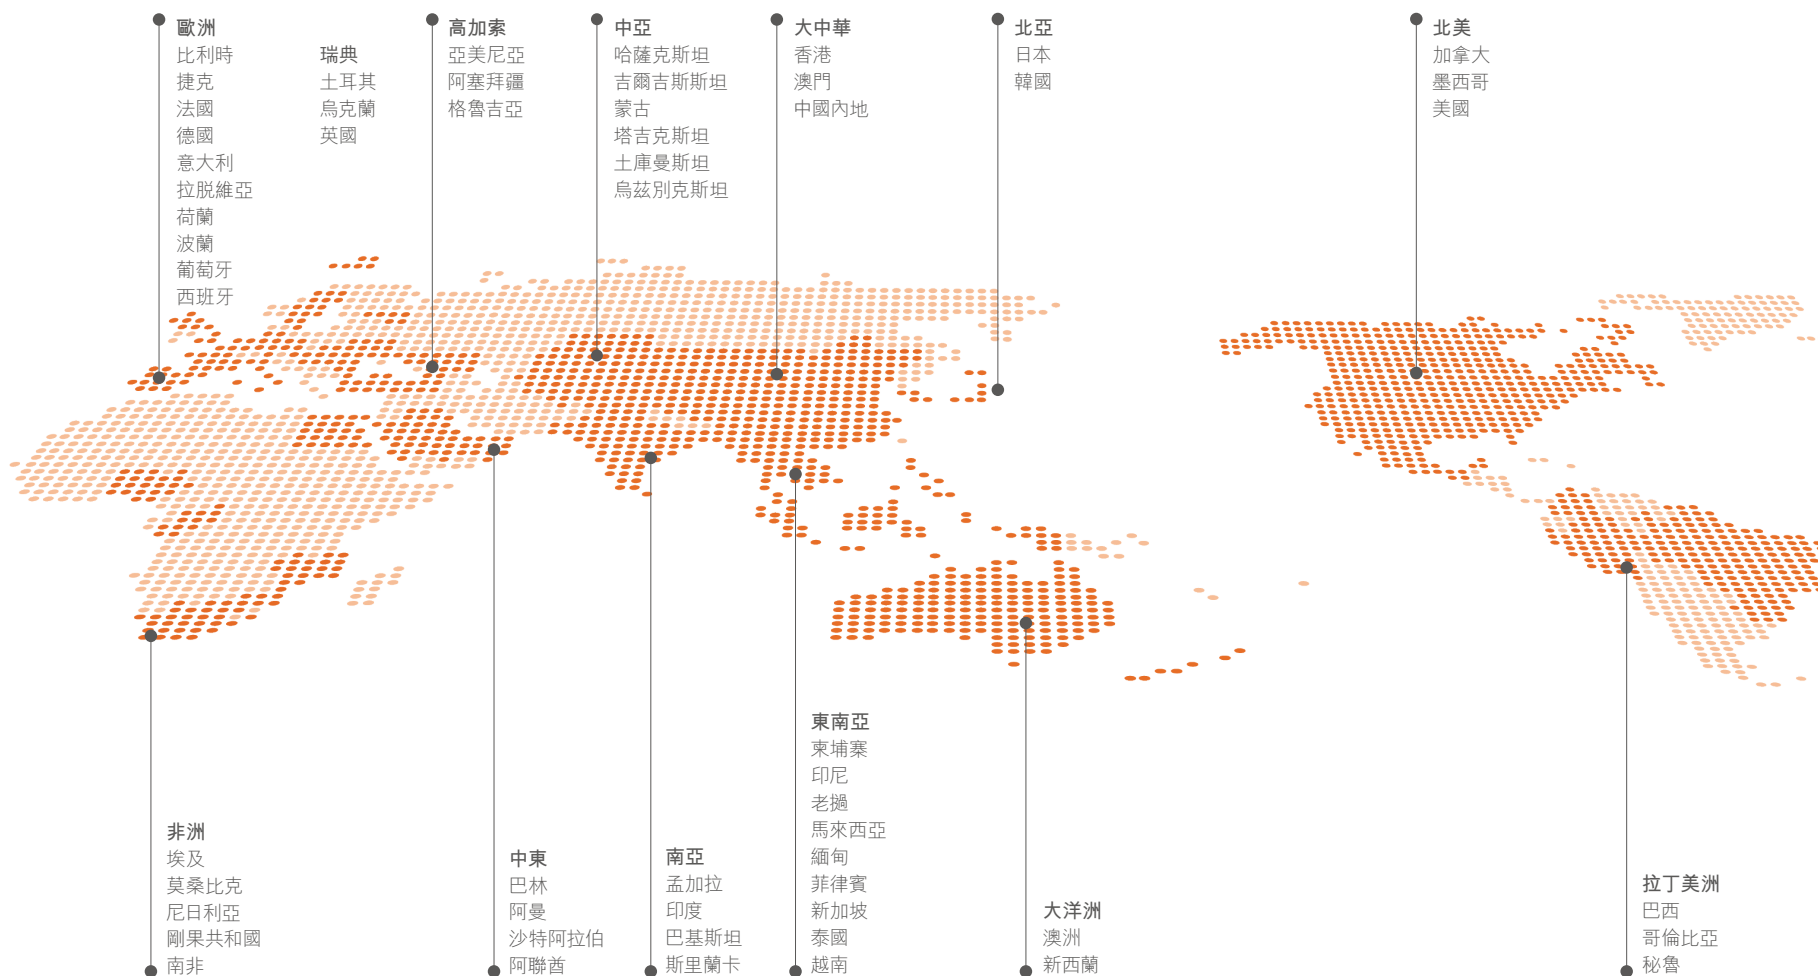 歐洲
比利時
捷克
法國
德國
意大利
拉脱維亞
荷蘭
波蘭
葡萄牙
西班牙
瑞典
土耳其
烏克蘭
英國
高加索
亞美尼亞
阿塞拜疆
格魯吉亞
中亞
哈薩克斯坦
吉爾吉斯斯坦
蒙古
塔吉克斯坦
土庫曼斯坦
烏茲別克斯坦
大中華
香港
澳門
中國內地
北亞
日本
韓國
北美
加拿大
墨西哥
美國
非洲
埃及
莫桑比克
尼日利亞
剛果共和國
南非
中東
巴林
阿曼
沙特阿拉伯
阿聯酋
南亞
孟加拉
印度
巴基斯坦
斯里蘭卡
東南亞
柬埔寨
印尼
老撾
馬來西亞
緬甸
菲律賓
新加坡
泰國
越南
大洋洲
澳洲
新西蘭
拉丁美洲
巴西
哥倫比亞
秘魯